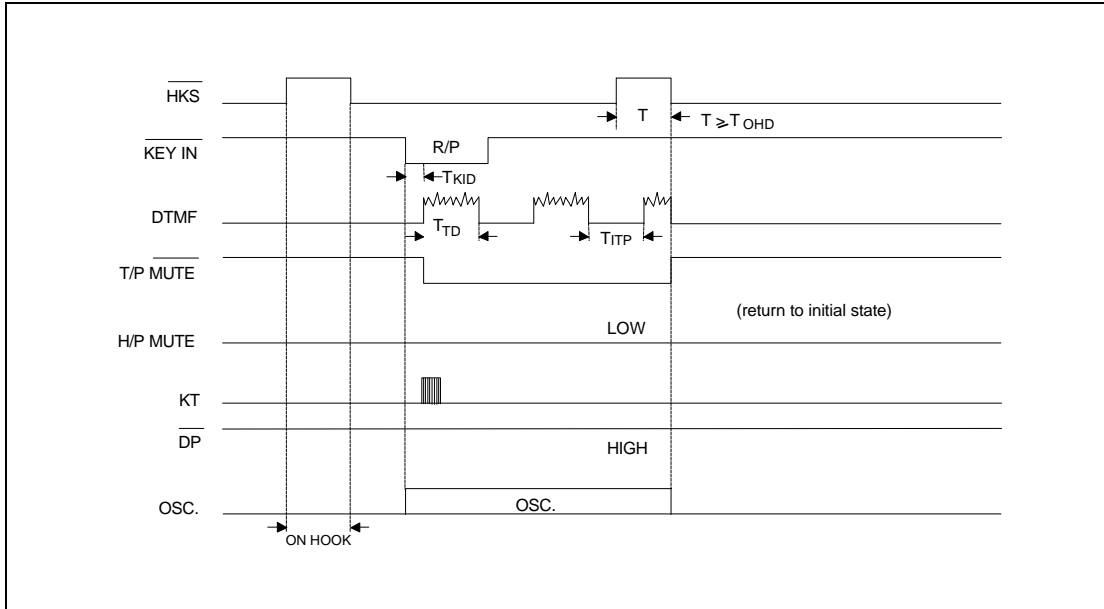 HKS
T
T ≥ TOHD
KEY IN
R/P
TKID
DTMF
TTD
TITP
T/P MUTE
(return to initial state)
LOW
H/P MUTE
KT
DP
HIGH
OSC.
OSC.
ON HOOK